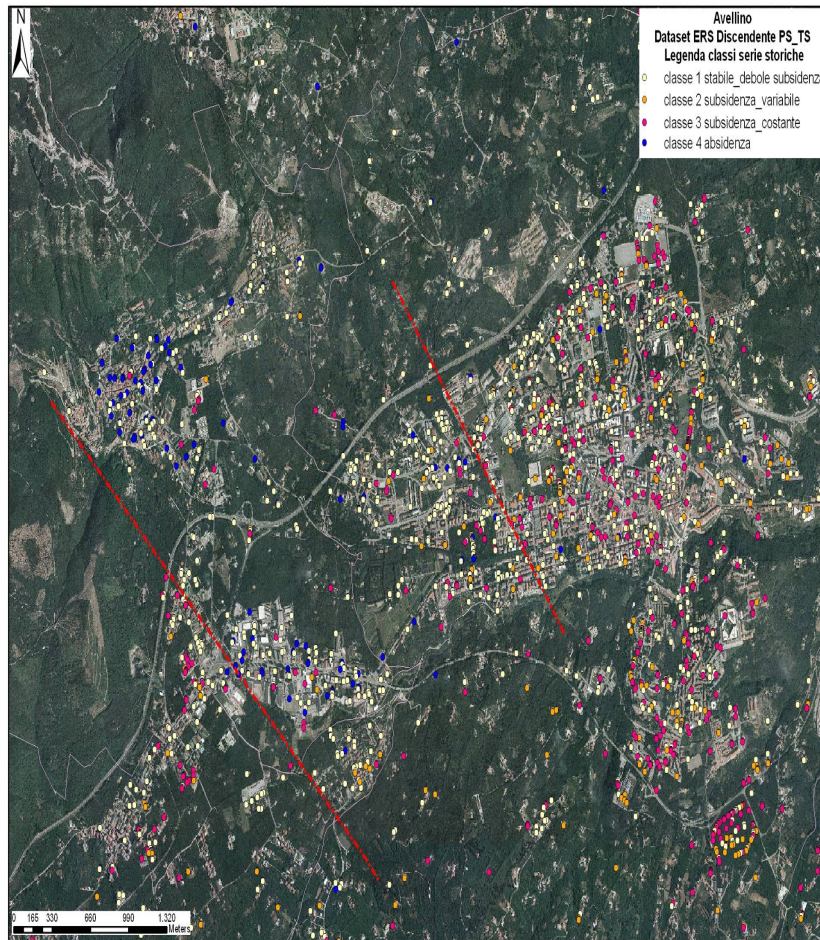 N
Avellino
Dataset ERS Discendente PS_TS
Legenda classi serie storiche
classe 1 stabile_debole subsidenza
classe 2 subsidenza_variabile
classe 3 subsidenza_costante
classe 4 absidenza
0 165 330 660 990 1.320
Meters